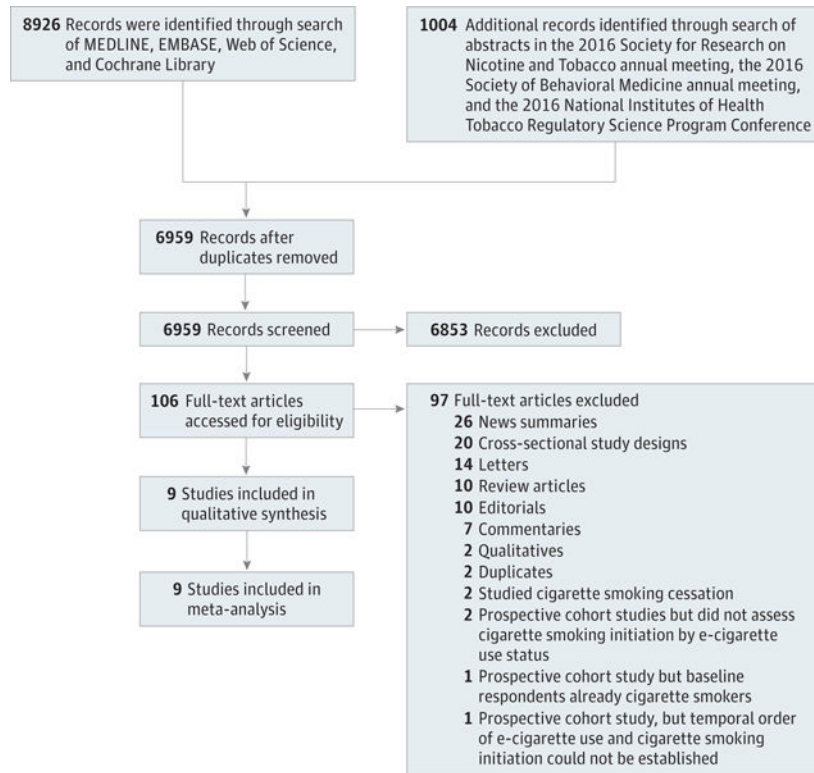 8926 Records were identified through search
of MEDLINE, EMBASE, Web of Science,
and Cochrane Library
1004 Additional records identified through search of
abstracts in the 2016 Society for Research on
Nicotine and Tobacco annual meeting, the 2016
Society of Behavioral Medicine annual meeting,
and the 2016 National Institutes of Health
Tobacco Regulatory Science Program Conference
6959 Records after
duplicates removed
6959 Records screened
6853 Records excluded
106 Full-text articles
accessed for eligibility
97 Full-text articles excluded
26 News summaries
20 Cross-sectional study designs
14 Letters
10 Review articles
10 Editorials
7 Commentaries
2 Qualitatives
2 Duplicates
2 Studied cigarette smoking cessation
2 Prospective cohort studies but did not assess
cigarette smoking initiation by e-cigarette
use status
1 Prospective cohort study but baseline
respondents already cigarette smokers
1 Prospective cohort study, but temporal order
of e-cigarette use and cigarette smoking
initiation could not be established
9 Studies included in
qualitative synthesis
9 Studies included in
meta-analysis